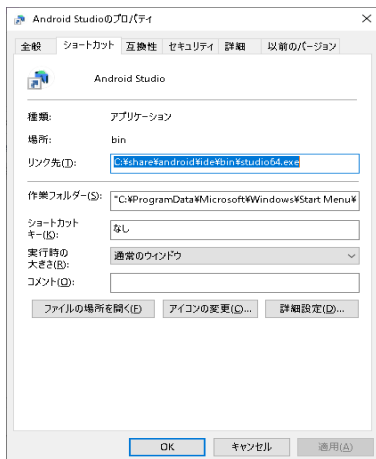 Android Studioのプロパティ
全般 ショートカット 互換性 セキュリティ 詳細 以前のバージョン
Android Studio
種類: アプリケーション
場所: bin
リンク先(T): C:¥share¥android¥ide¥bin¥studio64.exe
作業フォルダー(S): "C:¥ProgramData¥Microsoft¥Windows¥Start Menu¥
ショートカット
キー(K): なし
実行時の
大きさ(R): 通常のウィンドウ
コメント(O):
ファイルの場所を開く(F) アイコンの変更(C)... 詳細設定(D)...
OK キャンセル 適用(A)